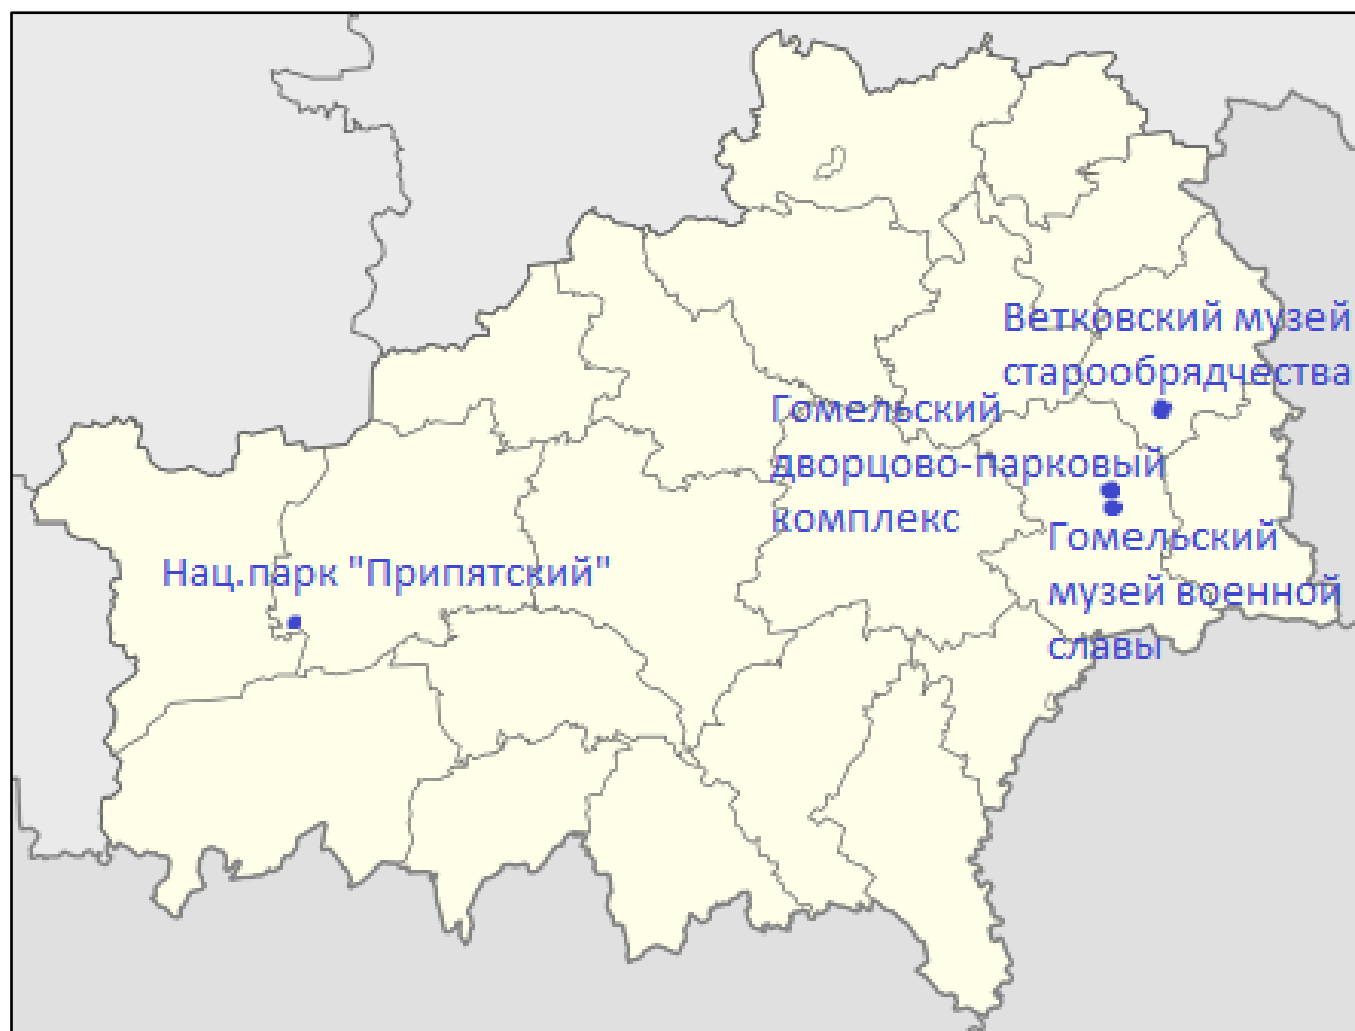 Ветковский музей
старообрядчества
Гомельский
дворцово-парковый
комплекс
Гомельский
музей военной
славы
Нац.парк "Припятский"